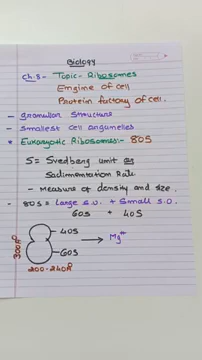 Biology
Ch. 8 - Topic- Ribosomes
Engine of cell
Protein factory of cell.
- Granular Structure
- Smallest cell organelles
* Eukaryotic Ribosomes:- 80S
S = Svedberg unit or
Sedimentation Rate
- Measure of density and size.
- 80S = Large S.U + Small S.U.
60S + 40S
40S
Mg++
60S
300A°
200-240A°